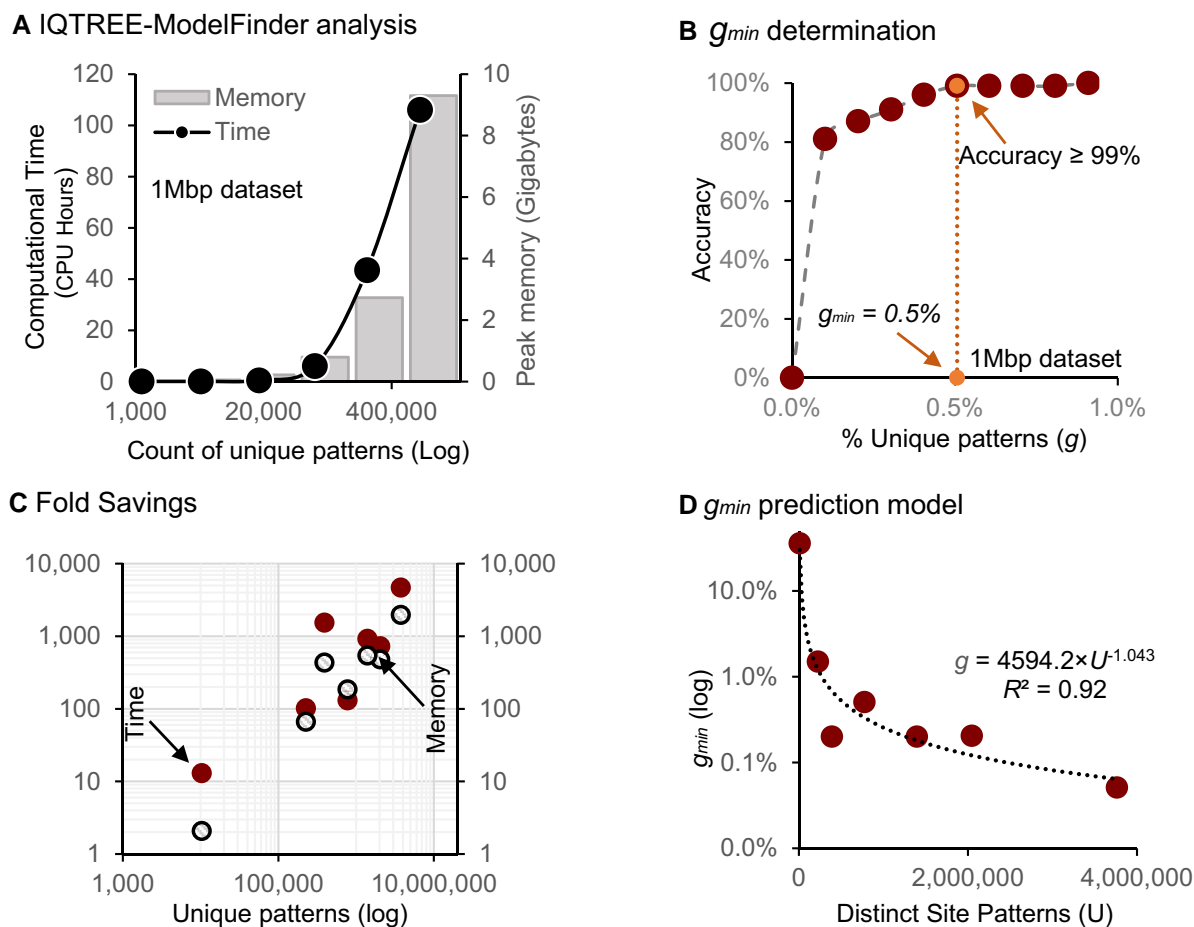 A IQTREE-ModelFinder analysis
120
100
80
60
40
20
0
Computational Time
(CPU Hours)
Memory
Time
1Mbp dataset
10
8
6
4
2
0
Peak memory (Gigabytes)
1,000
20,000
400,000
Count of unique patterns (Log)
B gmin determination
100%
80%
60%
40%
20%
0%
Accuracy
Accuracy ≥ 99%
gmin = 0.5%
1Mbp dataset
0.0%
0.5%
1.0%
% Unique patterns (g)
C Fold Savings
10,000
1,000
100
10
1
Time
Memory
10,000
1,000
100
10
1
1,000
100,000
10,000,000
Unique patterns (log)
D gmin prediction model
10.0%
1.0%
0.1%
0.0%
gmin (log)
g = 4594.2×U^-1.043
R² = 0.92
0
2,000,000
4,000,000
Distinct Site Patterns (U)